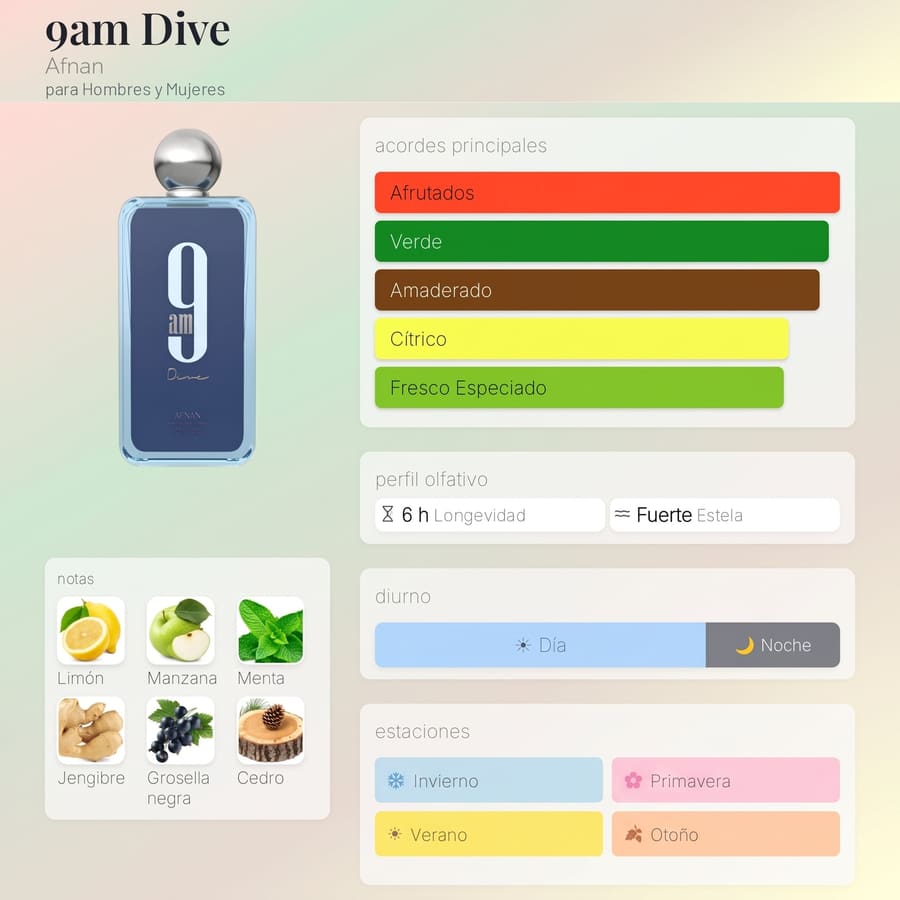 9am Dive
Afnan
para Hombres y Mujeres
9
am
Dive
AFNAN
acordes principales
Afrutados
Verde
Amaderado
Cítrico
Fresco Especiado
perfil olfativo
6 h Longevidad
Fuerte Estela
diurno
Día
Noche
notas
Limón
Manzana
Menta
Jengibre
Grosella
negra
Cedro
estaciones
Invierno
Primavera
Verano
Otoño